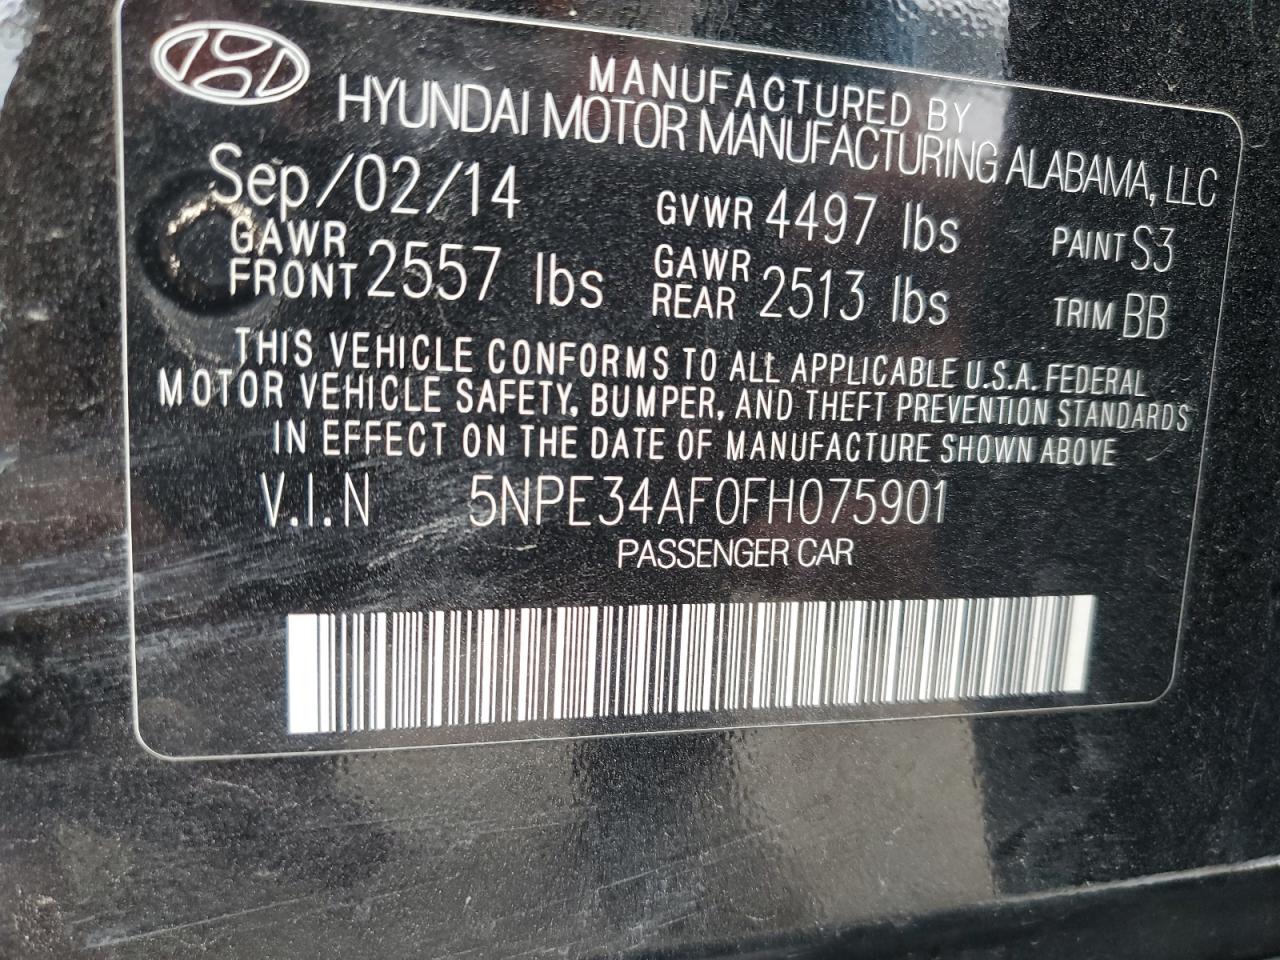 MANUFACTURED BY
HYUNDAI MOTOR MANUFACTURING ALABAMA, LLC
Sep/02/14 GVWR 4497 lbs PAINT S3
GAWR FRONT 2557 lbs GAWR REAR 2513 lbs TRIM BB
THIS VEHICLE CONFORMS TO ALL APPLICABLE U.S.A. FEDERAL
MOTOR VEHICLE SAFETY, BUMPER, AND THEFT PREVENTION STANDARDS
IN EFFECT ON THE DATE OF MANUFACTURE SHOWN ABOVE
V.I.N 5NPE34AF0FH075901
PASSENGER CAR